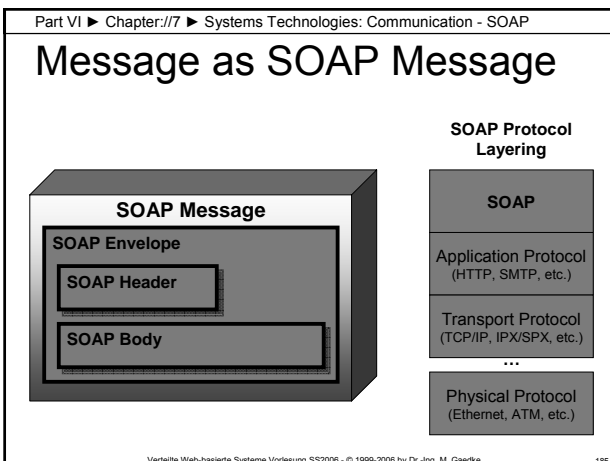 Part VI ► Chapter://7 ► Systems Technologies: Communication - SOAP
Message as SOAP Message
SOAP Message
SOAP Envelope
SOAP Header
SOAP Body
SOAP Protocol
Layering
SOAP
Application Protocol
(HTTP, SMTP, etc.)
Transport Protocol
(TCP/IP, IPX/SPX, etc.)
...
Physical Protocol
(Ethernet, ATM, etc.)
Verteilte Web-basierte Systeme Vorlesung SS2006 - © 1999-2006 by Dr.-Ing. M. Gaedke
185